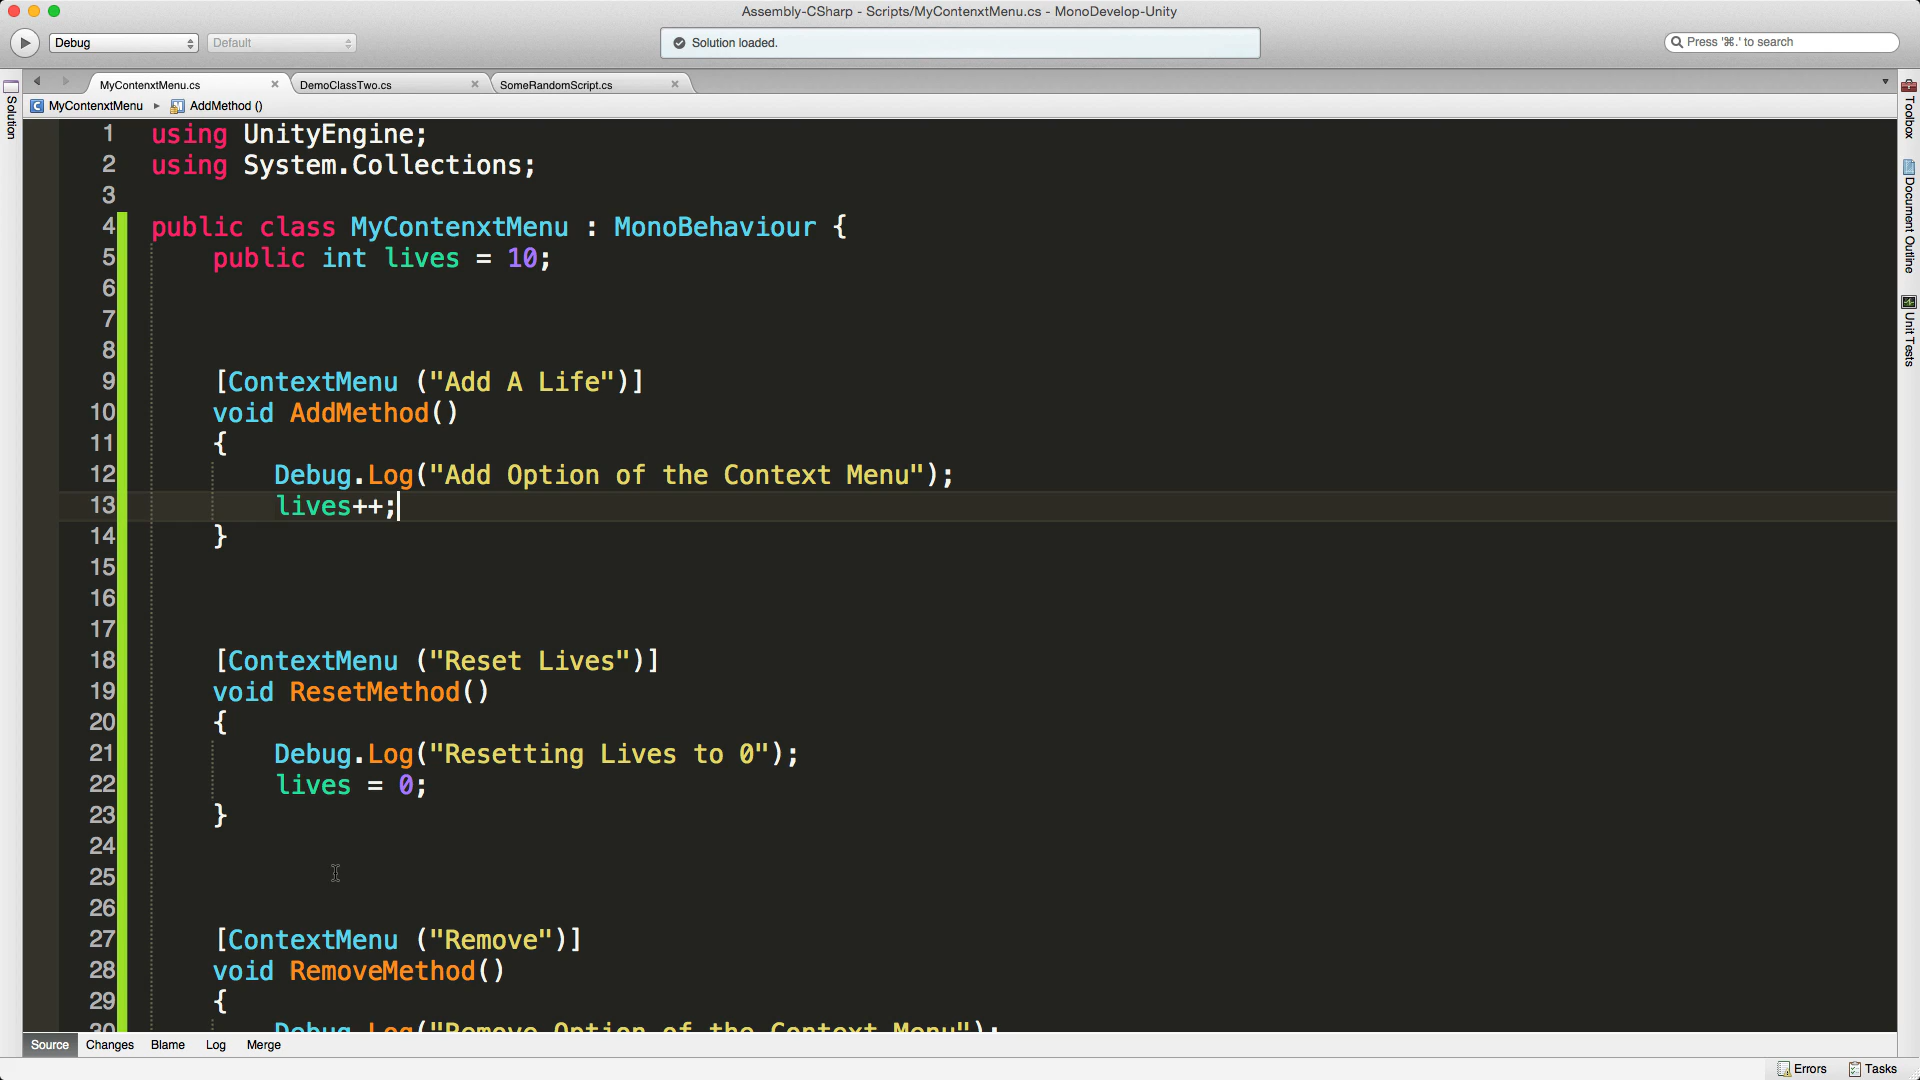 Assembly-CSharp - Scripts/MyContenxtMenu.cs - MonoDevelop-Unity
Debug
Default
Solution loaded.
Press '⌘.' to search
MyContenxtMenu.cs
DemoClassTwo.cs
SomeRandomScript.cs
MyContenxtMenu
AddMethod ()
Solution
Toolbox
Document Outline
Unit Tests
1 using UnityEngine;
2 using System.Collections;
3
4 public class MyContenxtMenu : MonoBehaviour {
5 public int lives = 10;
6
7
8
9 [ContextMenu ("Add A Life")]
10 void AddMethod()
11 {
12 Debug.Log("Add Option of the Context Menu");
13 lives++;
14 }
15
16
17
18 [ContextMenu ("Reset Lives")]
19 void ResetMethod()
20 {
21 Debug.Log("Resetting Lives to 0");
22 lives = 0;
23 }
24
25
26
27 [ContextMenu ("Remove")]
28 void RemoveMethod()
29 {
30 Debug.Log("Remove Option of the Context Menu");
Source Changes Blame Log Merge
Errors Tasks